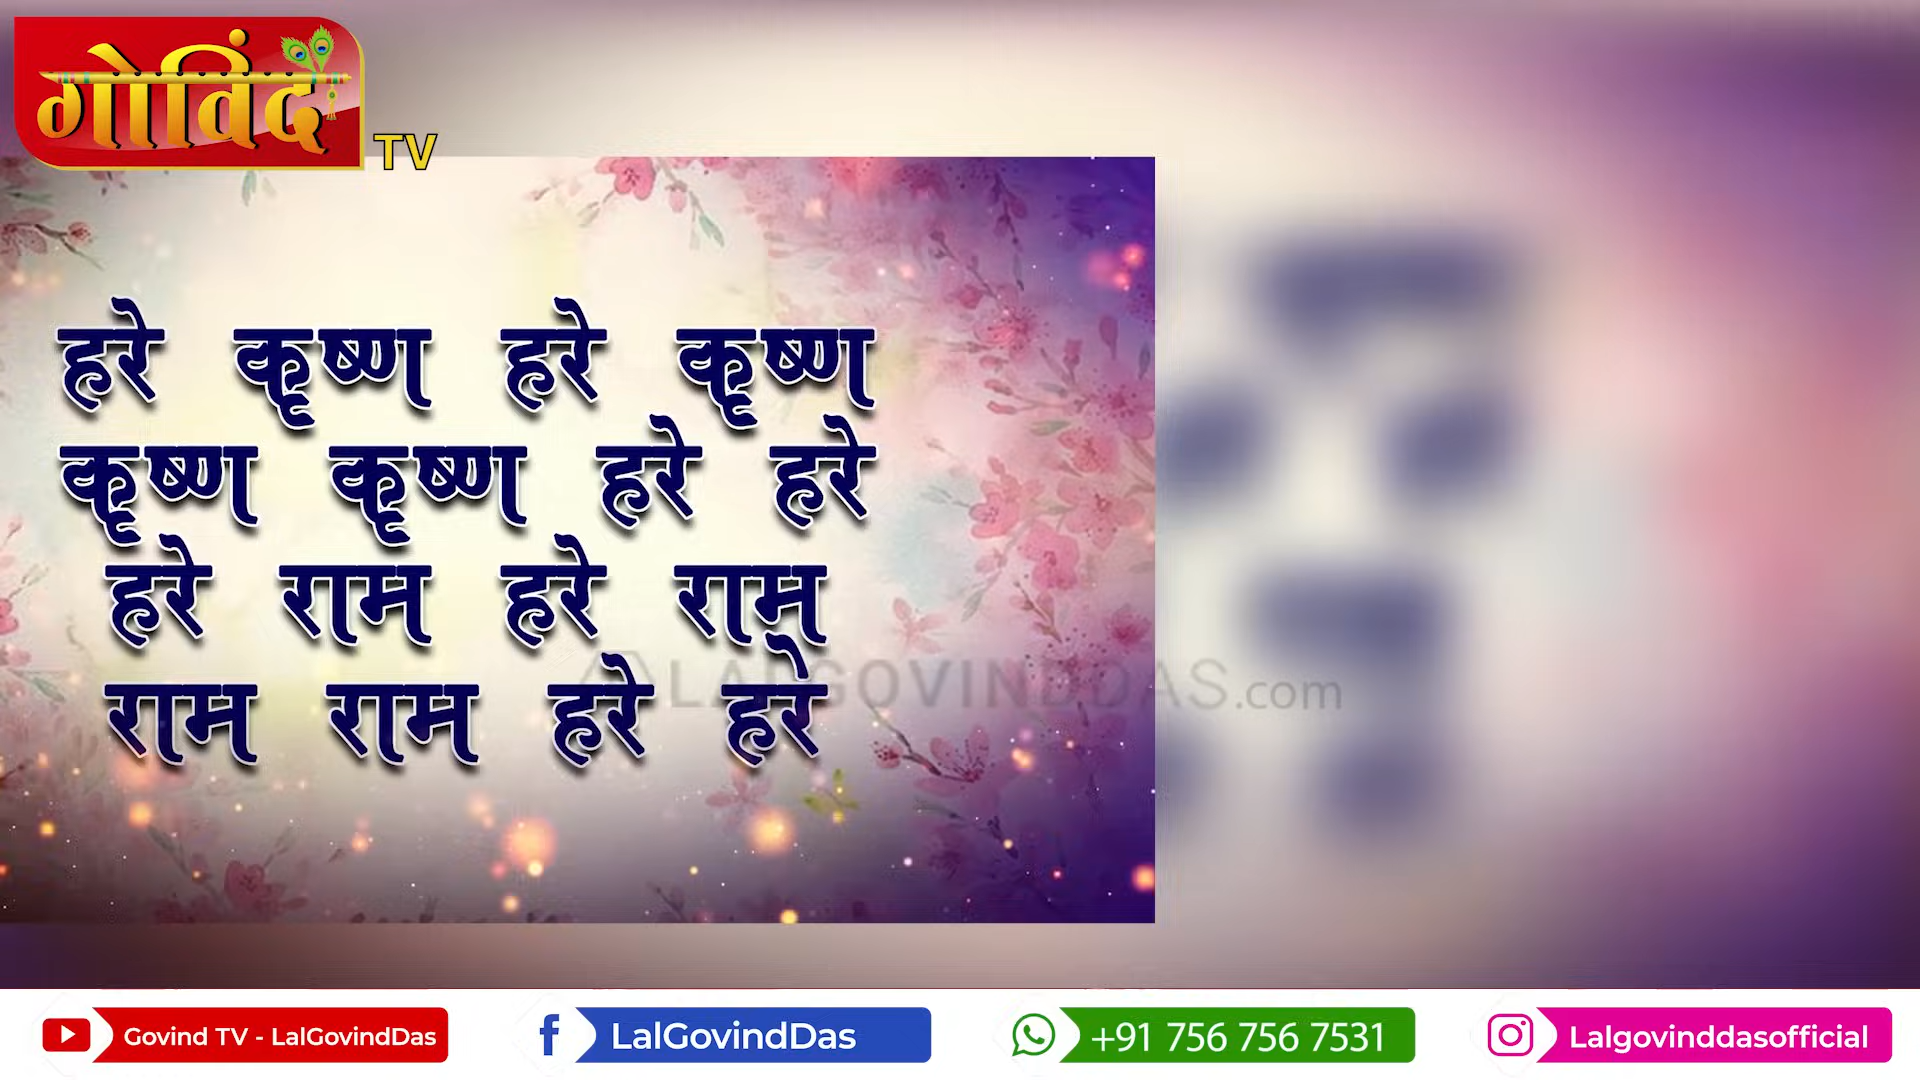 गोविंद
TV
हरे कृष्ण हरे कृष्ण
कृष्ण कृष्ण हरे हरे
हरे राम हरे राम
राम राम हरे हरे
LALGOVINDDAS.com
Govind TV - LalGovindDas
LalGovindDas
+91 756 756 7531
Lalgovinddasofficial